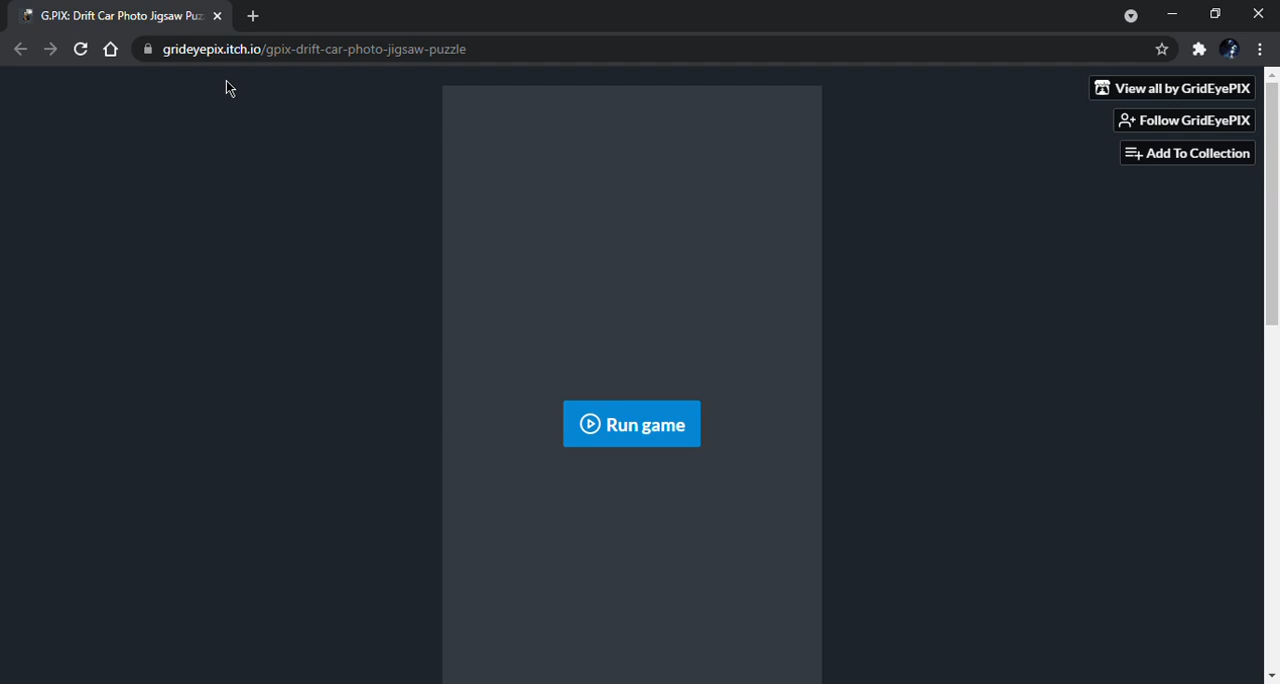 G.PIX: Drift Car Photo Jigsaw Puz
grideyepix.itch.io/gpix-drift-car-photo-jigsaw-puzzle
View all by GridEyePIX
Follow GridEyePIX
Add To Collection
Run game